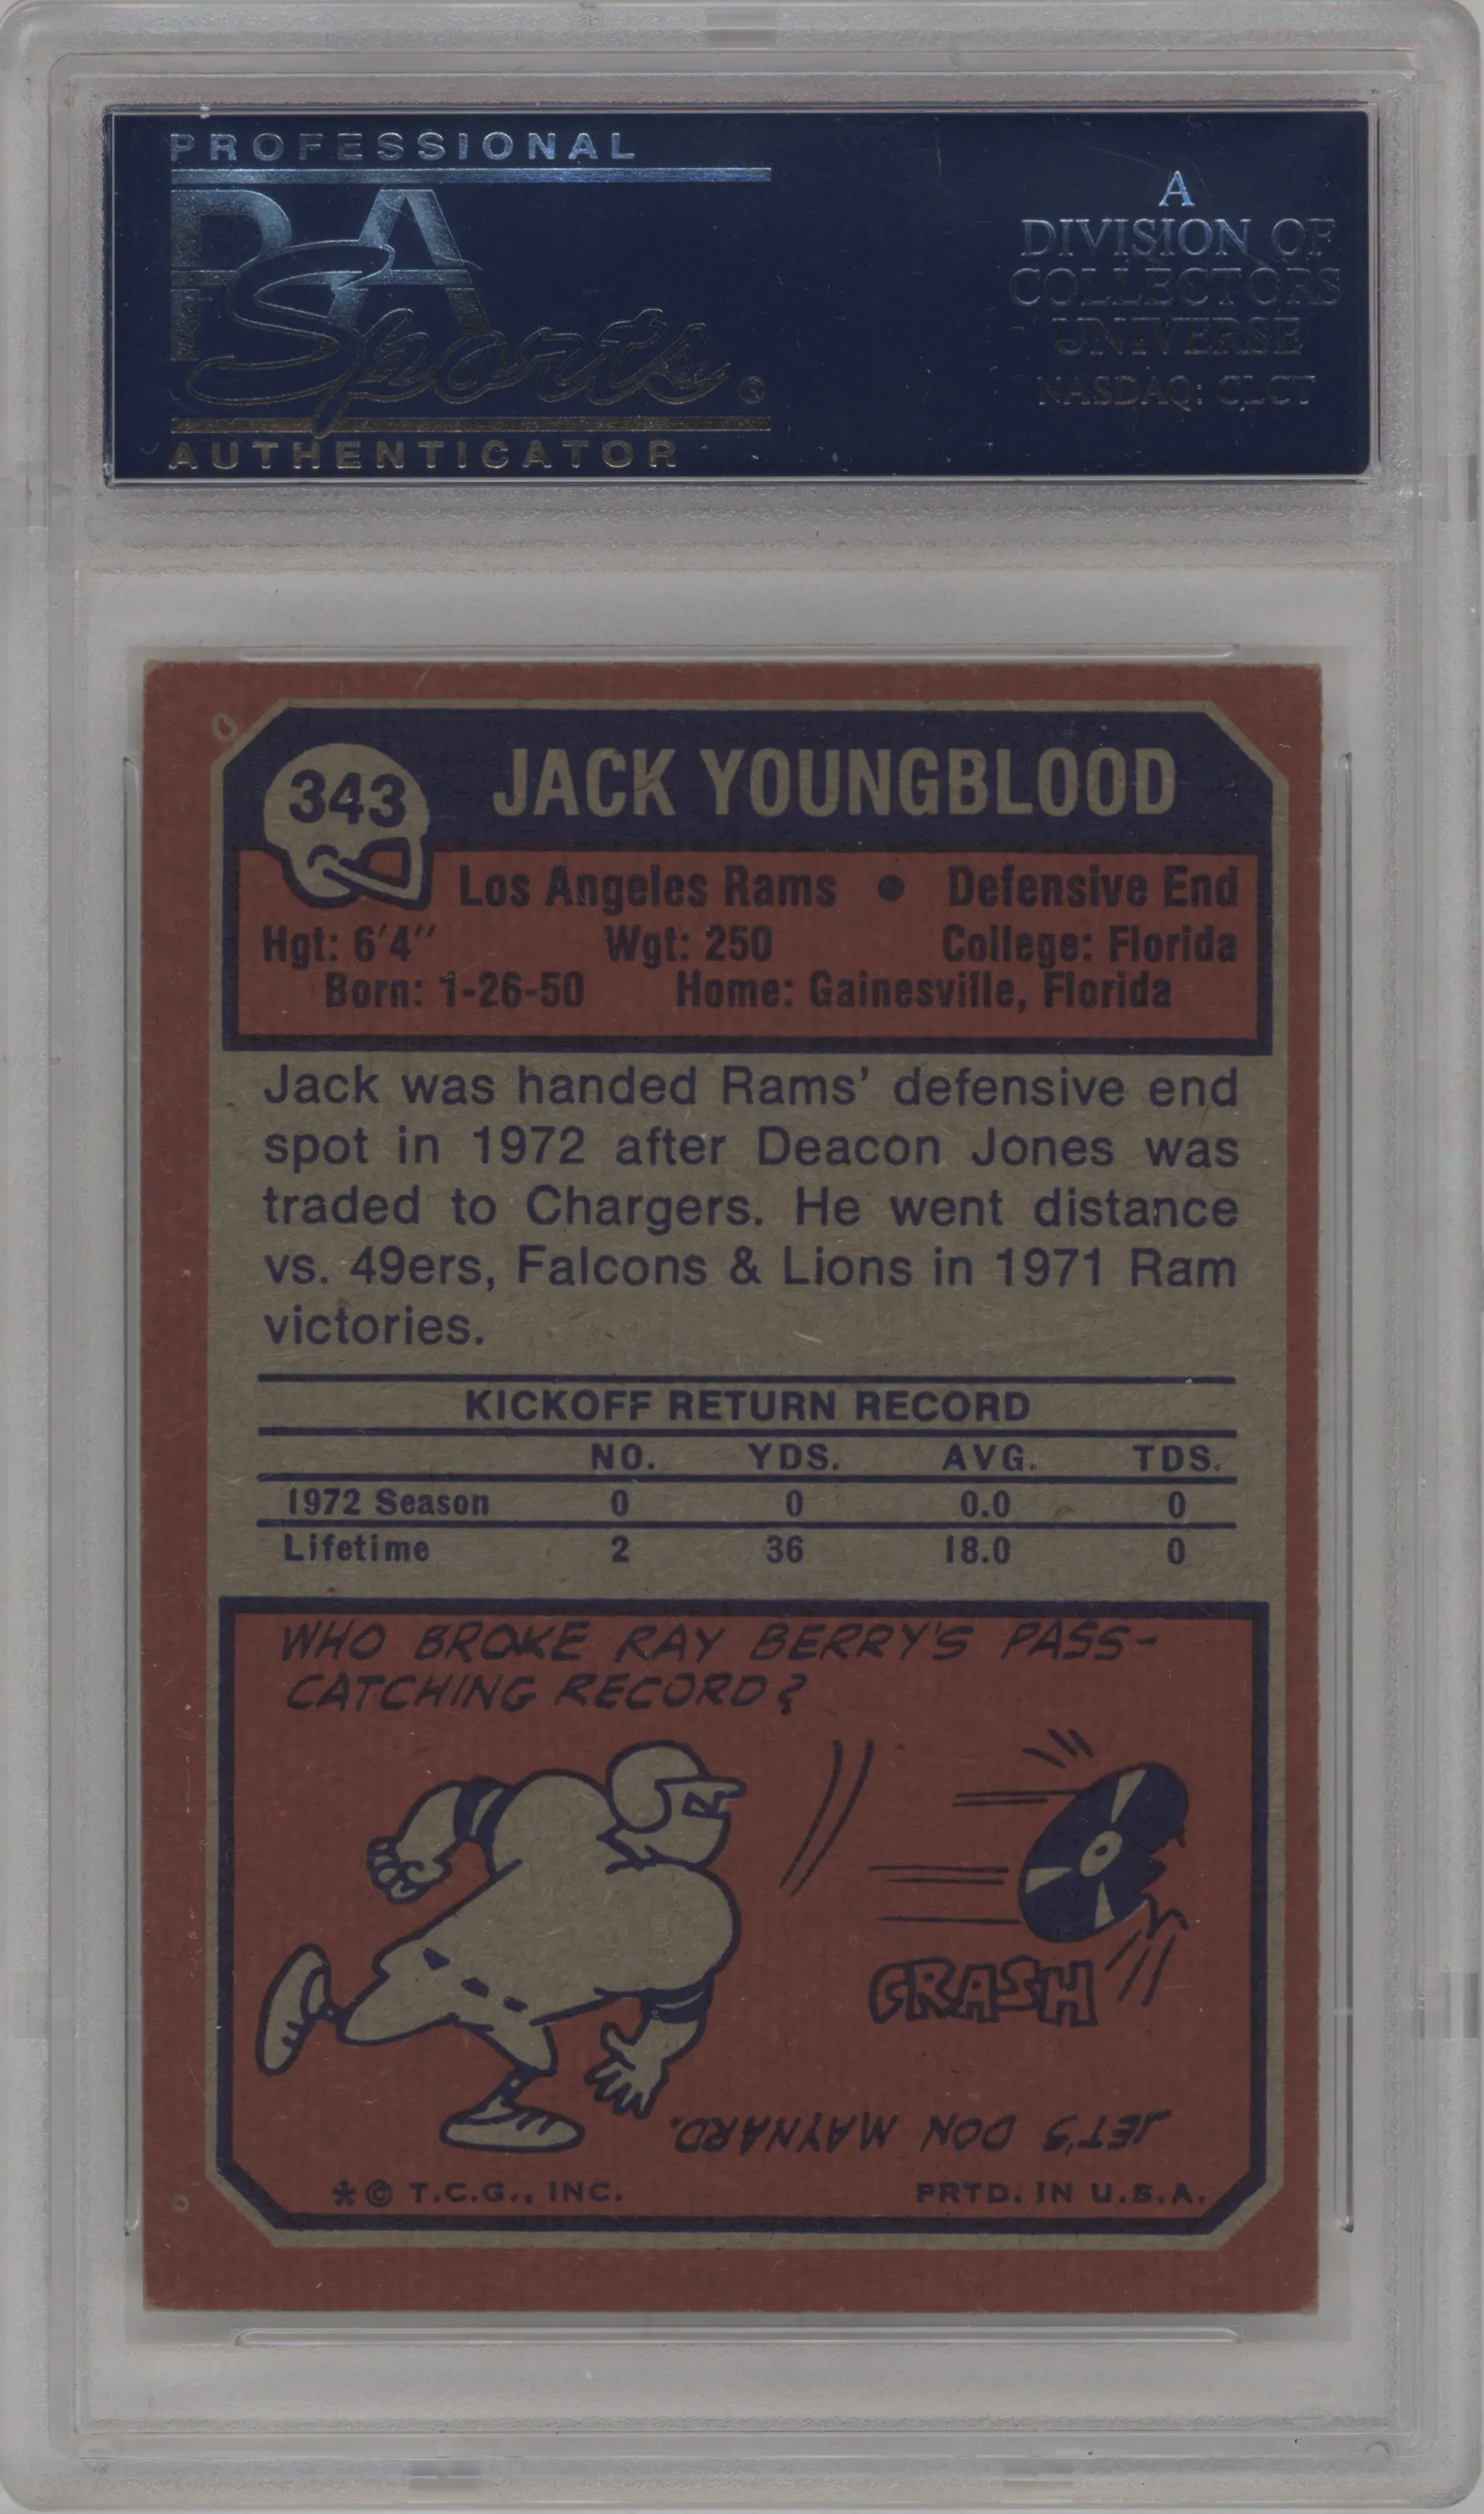 PROFESSIONAL
PSA
Sports®
AUTHENTICATOR
A
DIVISION OF
COLLECTORS
UNIVERSE
NASDAQ: CLCT
343
JACK YOUNGBLOOD
Los Angeles Rams • Defensive End
Hgt: 6'4" Wgt: 250 College: Florida
Born: 1-26-50 Home: Gainesville, Florida
Jack was handed Rams' defensive end
spot in 1972 after Deacon Jones was
traded to Chargers. He went distance
vs. 49ers, Falcons & Lions in 1971 Ram
victories.
KICKOFF RETURN RECORD
NO. YDS. AVG. TDS.
1972 Season 0 0 0.0 0
Lifetime 2 36 18.0 0
WHO BROKE RAY BERRY'S PASS-
CATCHING RECORD?
CRASH
JET'S DON MAYNARD.
*© T.C.G., INC. PRTD. IN U.S.A.